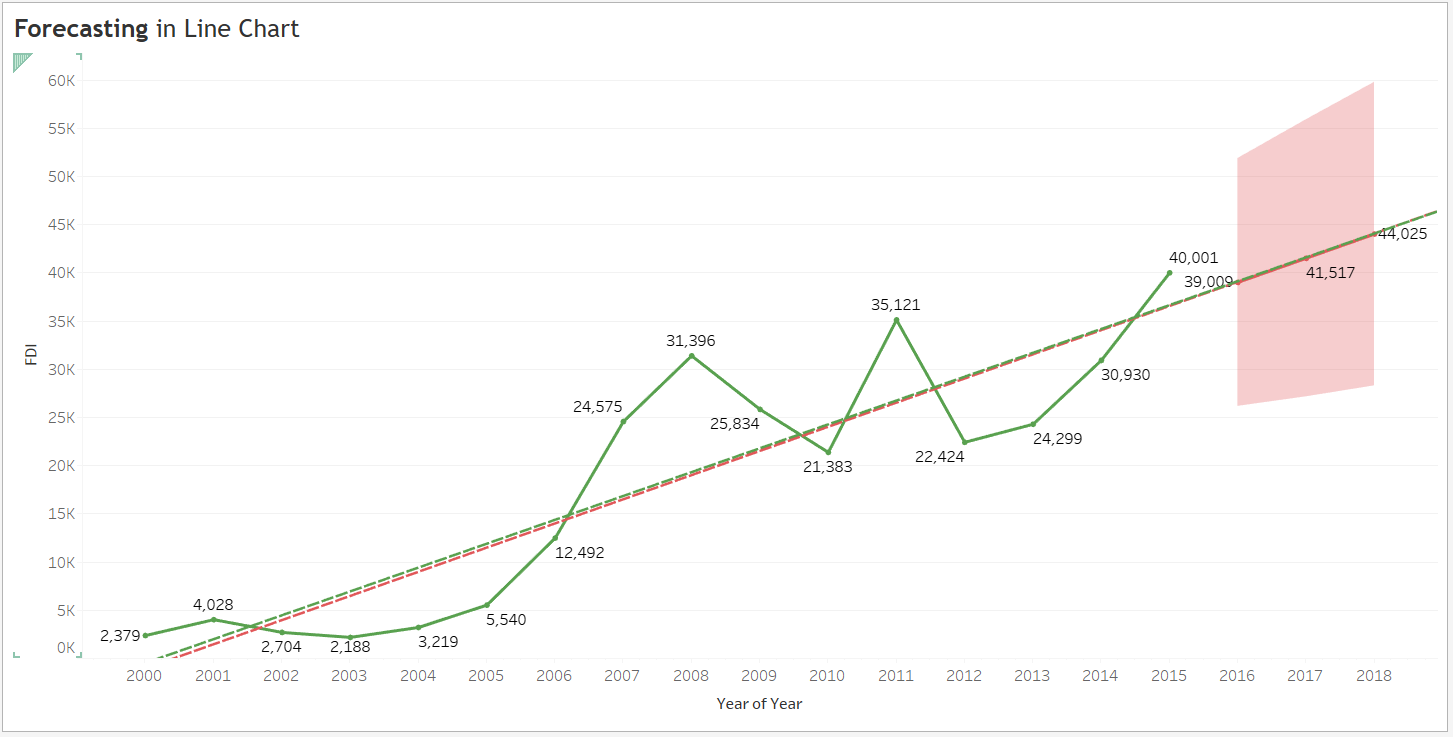 Forecasting in Line Chart
60K
55K
50K
45K
40K
35K
30K
25K
20K
15K
10K
5K
0K
FDI
2,379
4,028
2,704
2,188
3,219
5,540
12,492
24,575
31,396
25,834
21,383
35,121
22,424
24,299
30,930
40,001
39,009
41,517
44,025
2000 2001 2002 2003 2004 2005 2006 2007 2008 2009 2010 2011 2012 2013 2014 2015 2016 2017 2018
Year of Year